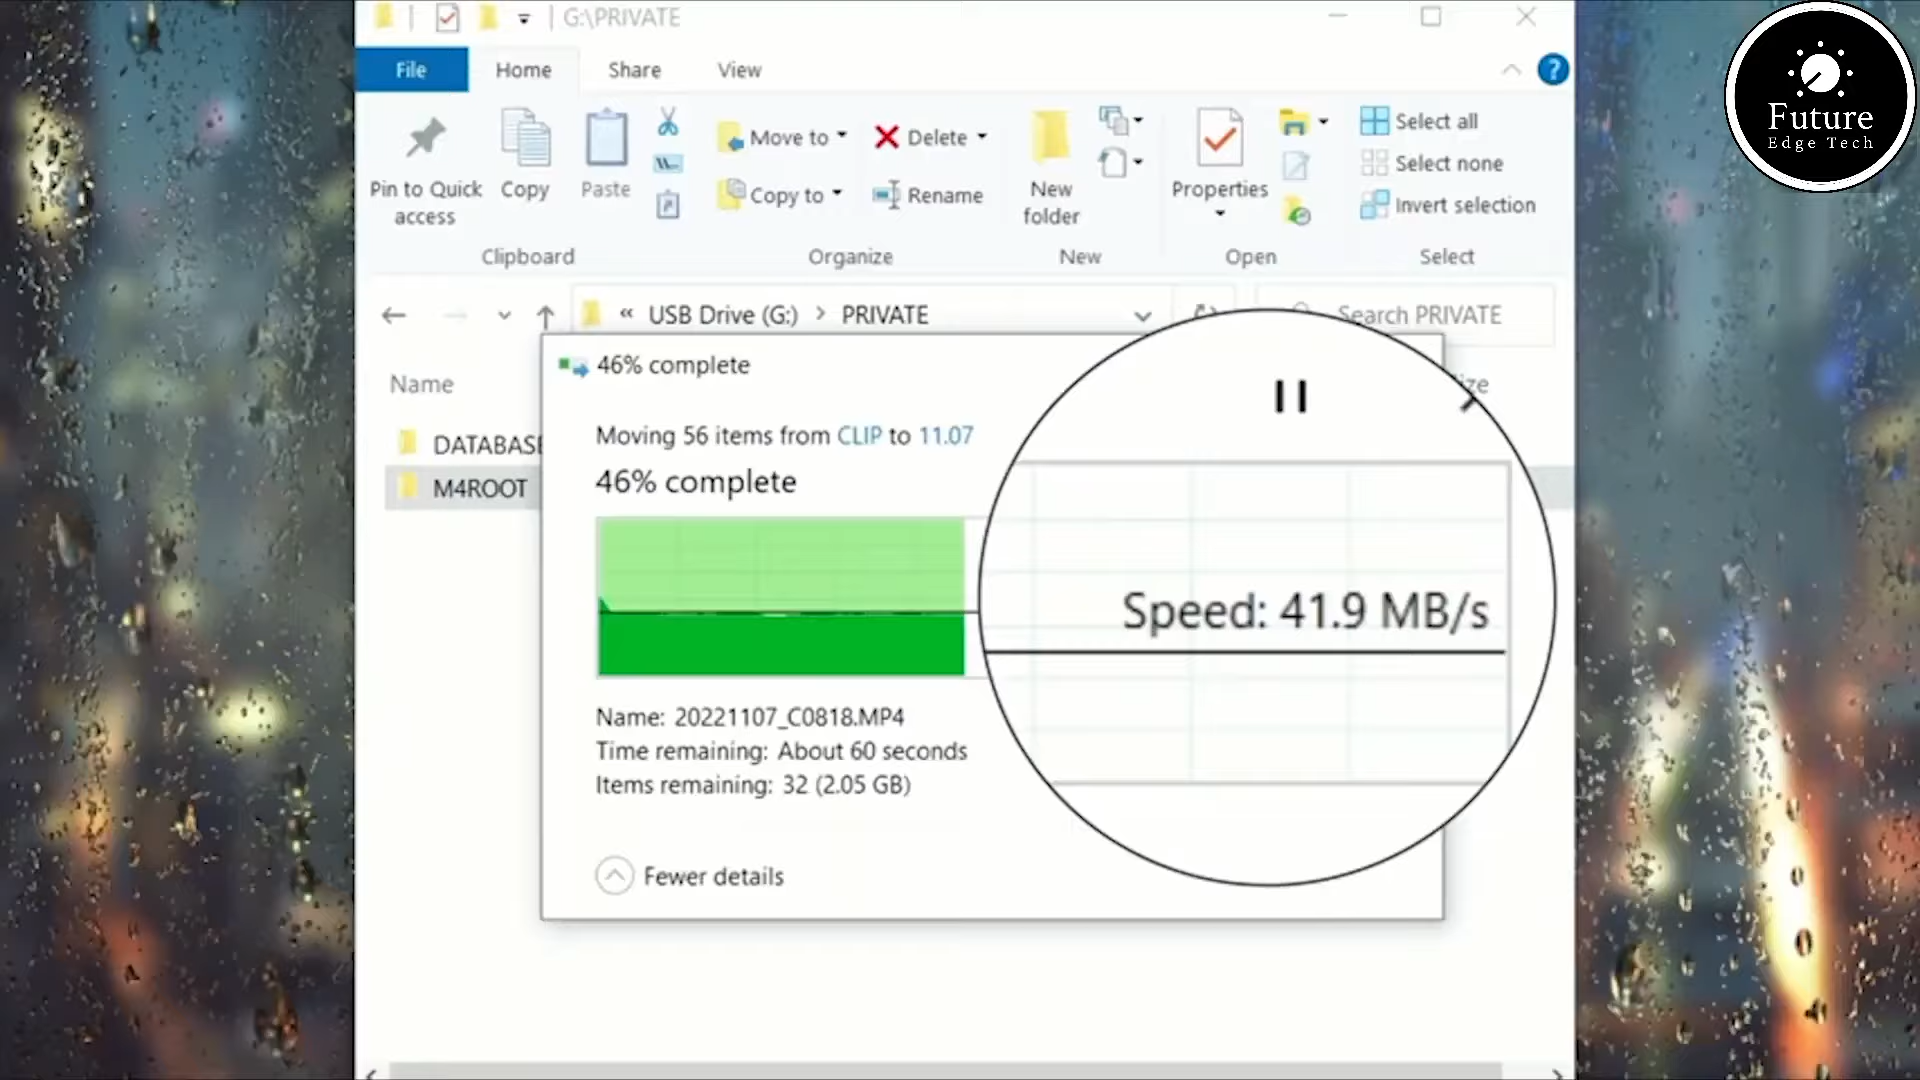 G:\PRIVATE
File Home Share View
?
Future
Edge Tech
Pin to Quick access
Copy
Paste
Move to
Copy to
Delete
Rename
New folder
Properties
Select all
Select none
Invert selection
Clipboard Organize New Open Select
« USB Drive (G:) > PRIVATE
Search PRIVATE
Name
DATABASE
M4ROOT
46% complete
Moving 56 items from CLIP to 11.07
46% complete
Speed: 41.9 MB/s
Name: 20221107_C0818.MP4
Time remaining: About 60 seconds
Items remaining: 32 (2.05 GB)
Fewer details